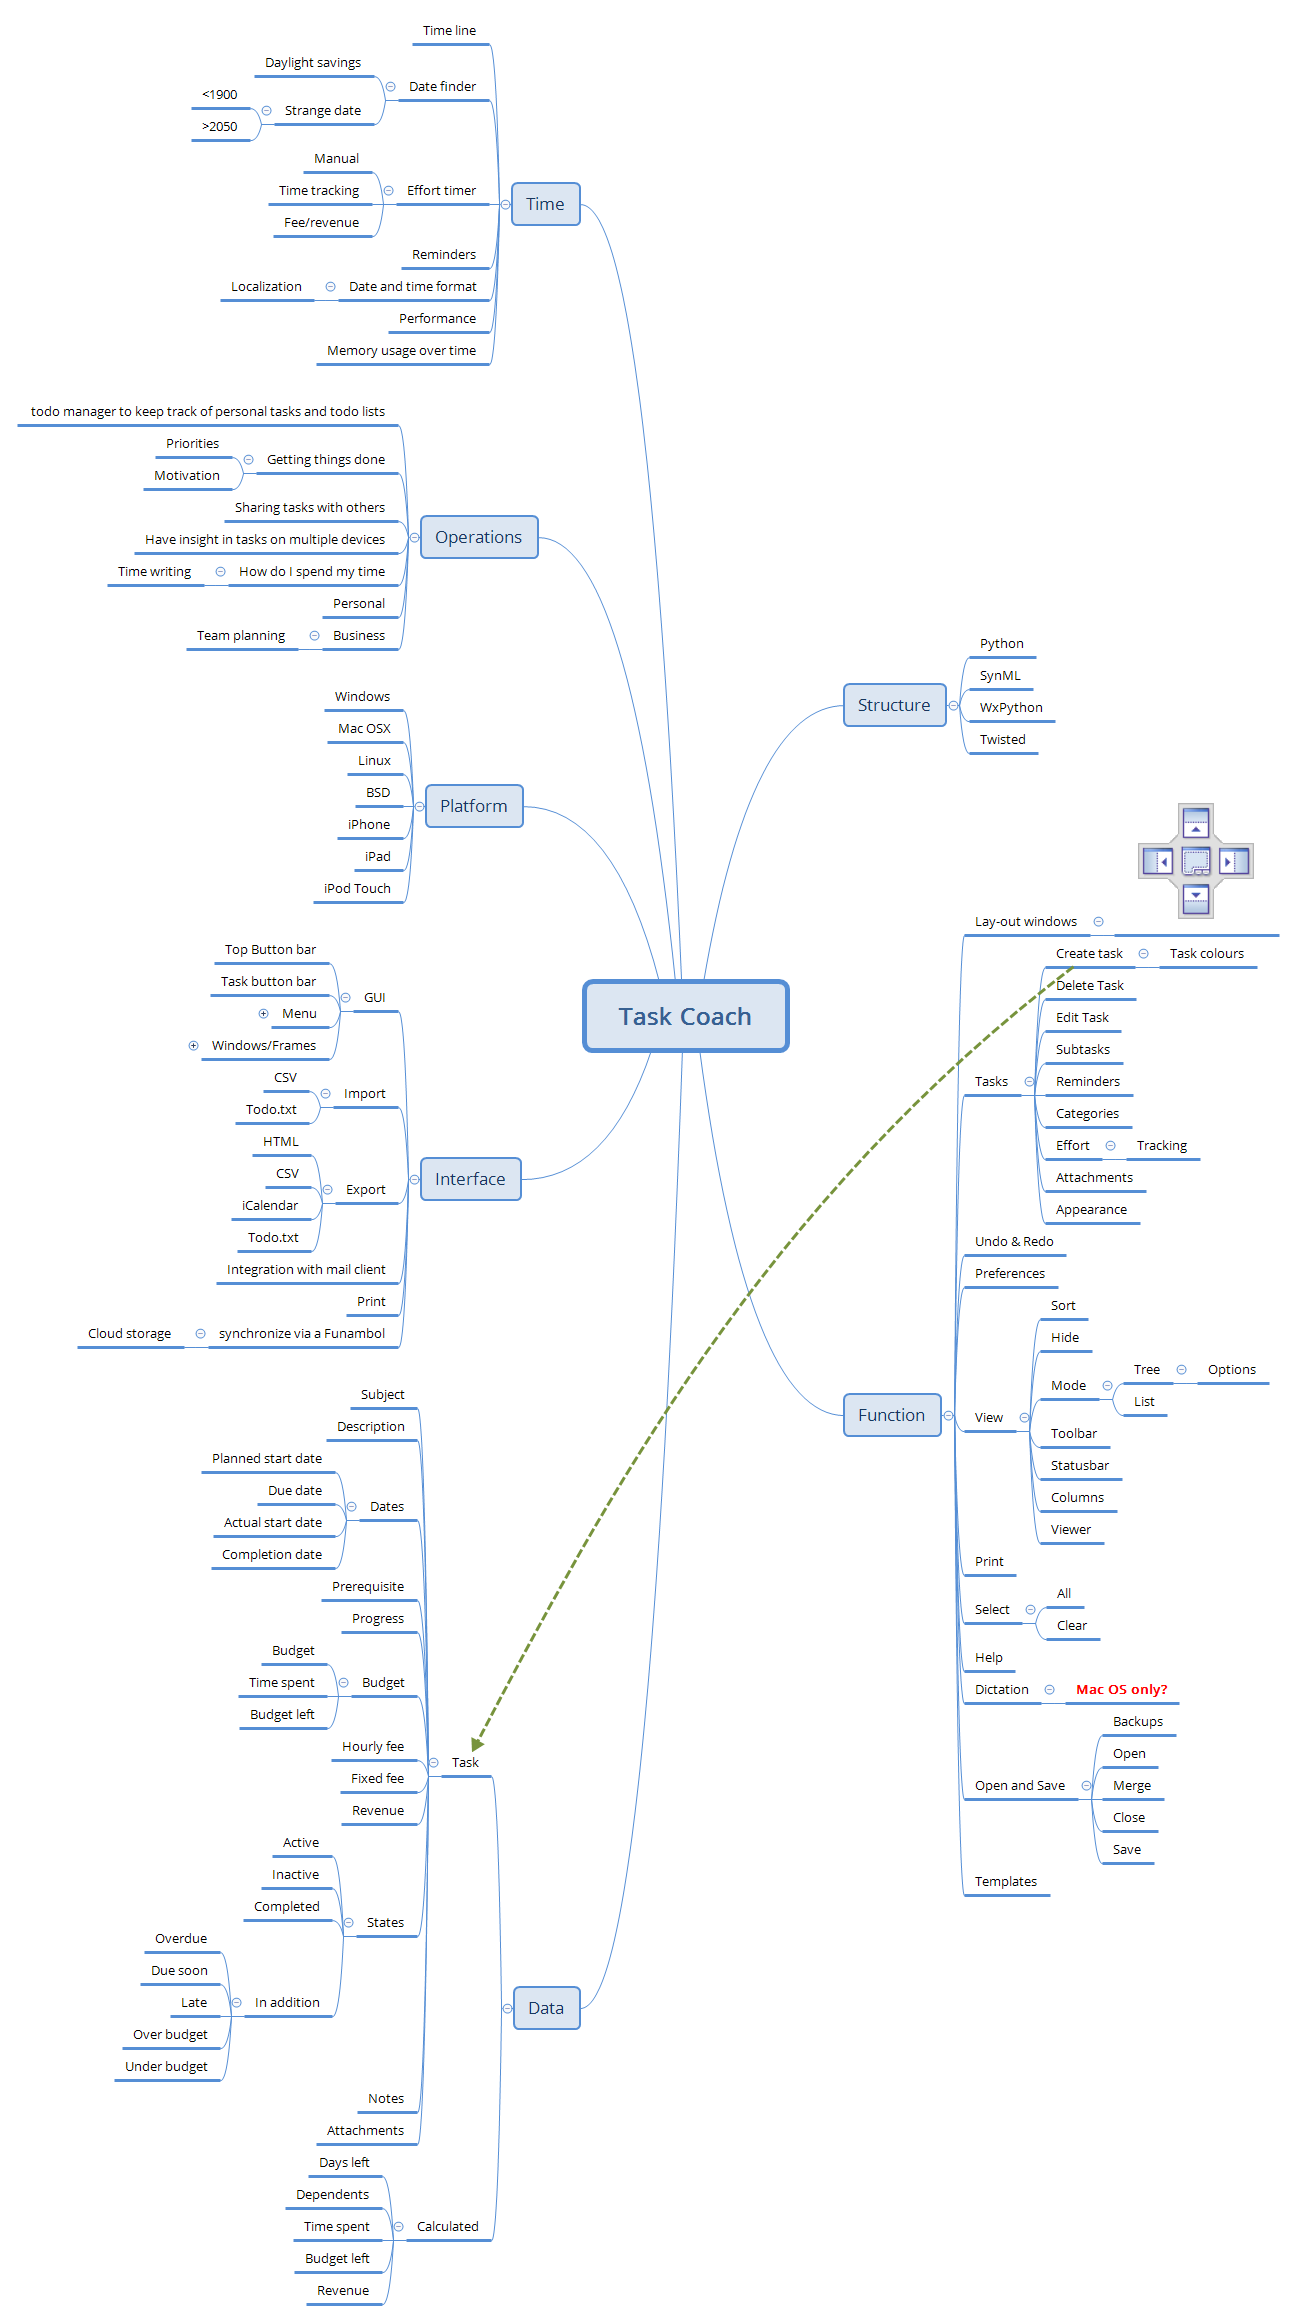 Task Coach
Time
Time line
Date finder
Daylight savings
Strange date
<1900
>2050
Effort timer
Manual
Time tracking
Fee/revenue
Reminders
Date and time format
Localization
Performance
Memory usage over time
Operations
todo manager to keep track of personal tasks and todo lists
Getting things done
Priorities
Motivation
Sharing tasks with others
Have insight in tasks on multiple devices
How do I spend my time
Time writing
Personal
Business
Team planning
Platform
Windows
Mac OSX
Linux
BSD
iPhone
iPad
iPod Touch
Interface
GUI
Top Button bar
Task button bar
Menu
Windows/Frames
Import
CSV
Todo.txt
Export
HTML
CSV
iCalendar
Todo.txt
Integration with mail client
Print
synchronize via a Funambol
Cloud storage
Data
Task
Subject
Description
Dates
Planned start date
Due date
Actual start date
Completion date
Prerequisite
Progress
Budget
Budget
Time spent
Budget left
Hourly fee
Fixed fee
Revenue
States
Active
Inactive
Completed
In addition
Overdue
Due soon
Late
Over budget
Under budget
Notes
Attachments
Calculated
Days left
Dependents
Time spent
Budget left
Revenue
Structure
Python
SynML
WxPython
Twisted
Function
Lay-out windows
Tasks
Create task
Task colours
Delete Task
Edit Task
Subtasks
Reminders
Categories
Effort
Tracking
Attachments
Appearance
Undo & Redo
Preferences
View
Sort
Hide
Mode
Tree
Options
List
Toolbar
Statusbar
Columns
Viewer
Print
Select
All
Clear
Help
Dictation
Mac OS only?
Open and Save
Backups
Open
Merge
Close
Save
Templates